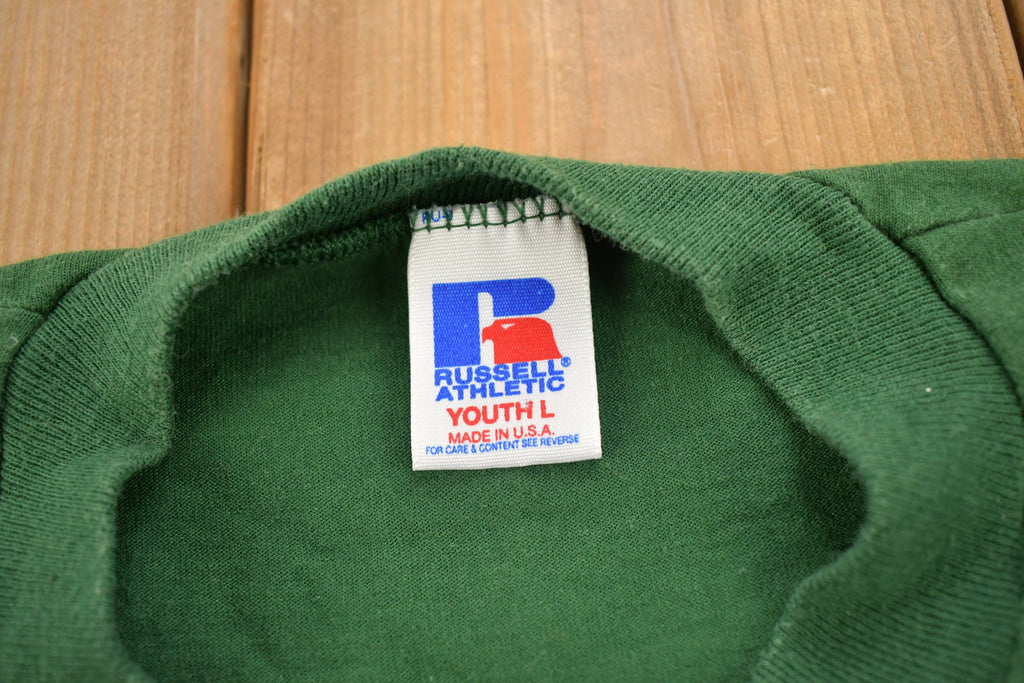 RUSSELL®
ATHLETIC
YOUTH L
MADE IN U.S.A.
FOR CARE & CONTENT SEE REVERSE